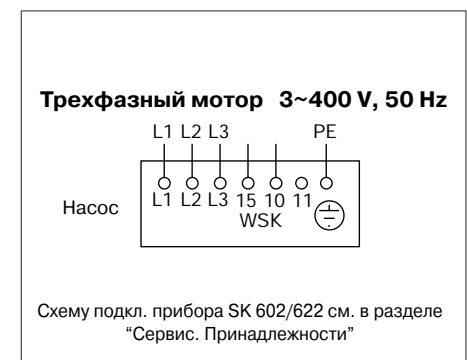 Трехфазный мотор 3~400 V, 50 Hz
L1 L2 L3 PE
Насос
L1 L2 L3 15 10 11
WSK
Схему подкл. прибора SK 602/622 см. в разделе
“Сервис. Принадлежности”